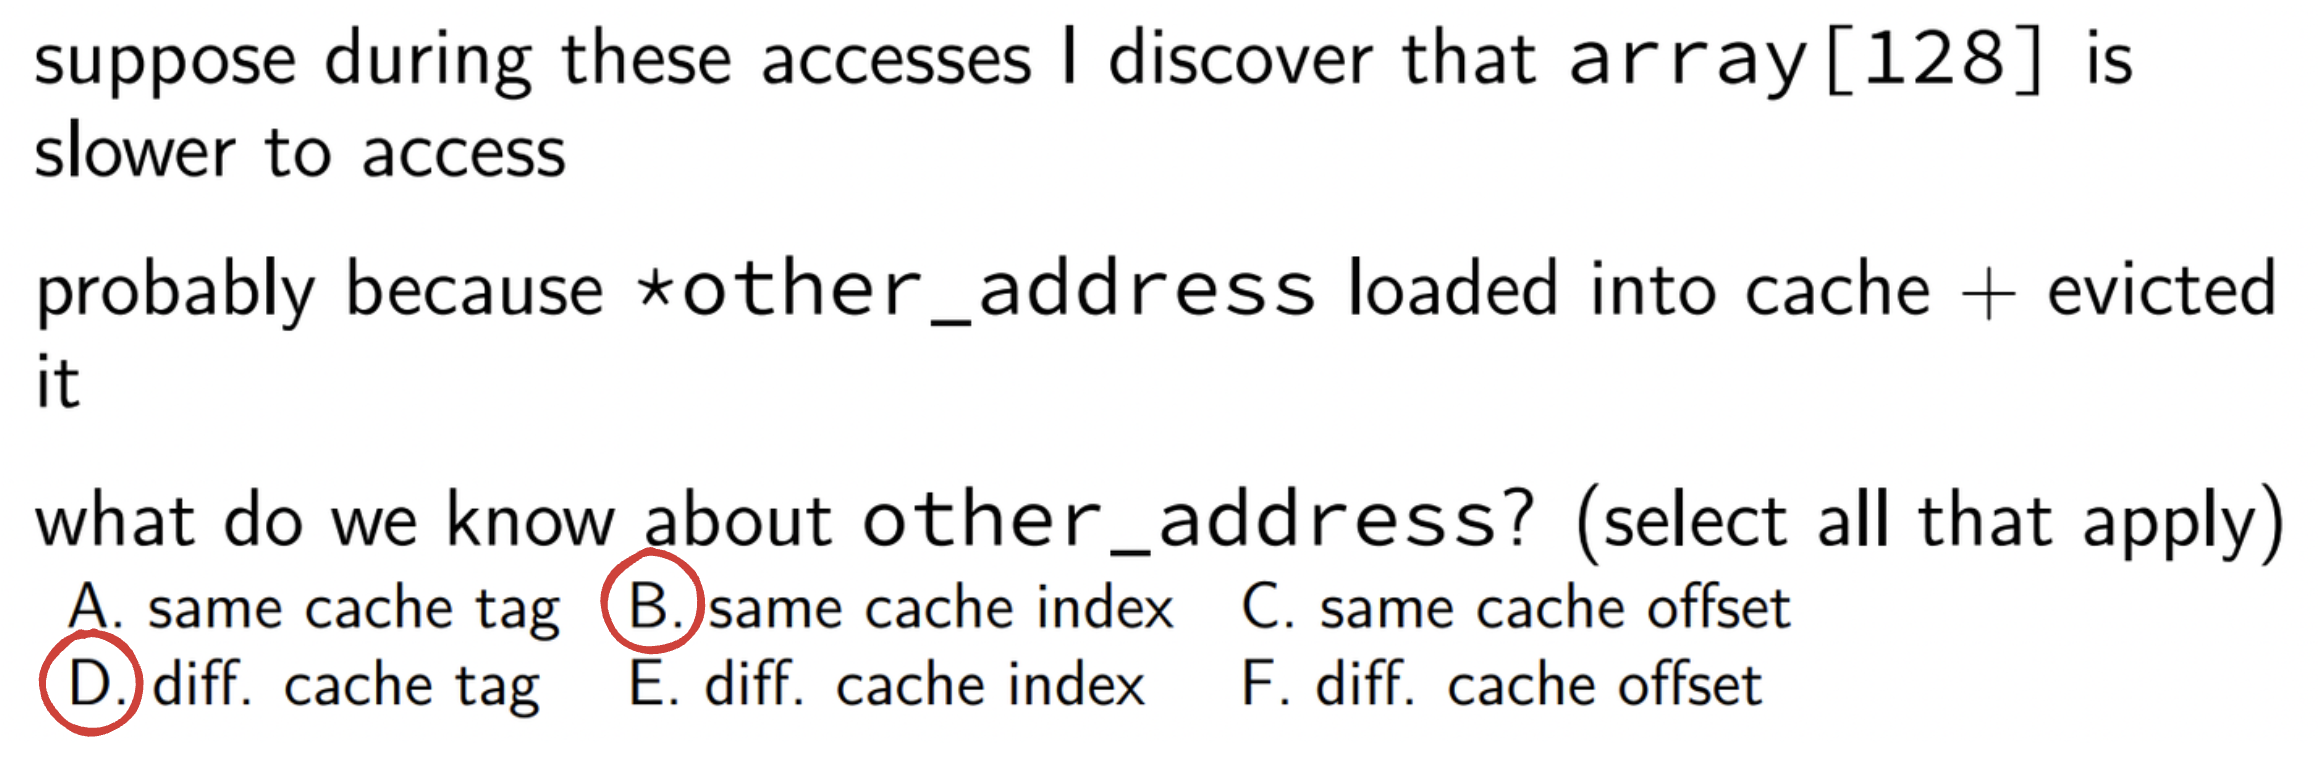 suppose during these accesses I discover that array[128] is
slower to access
probably because *other_address loaded into cache + evicted
it
what do we know about other_address? (select all that apply)
A. same cache tag B. same cache index C. same cache offset
D. diff. cache tag E. diff. cache index F. diff. cache offset